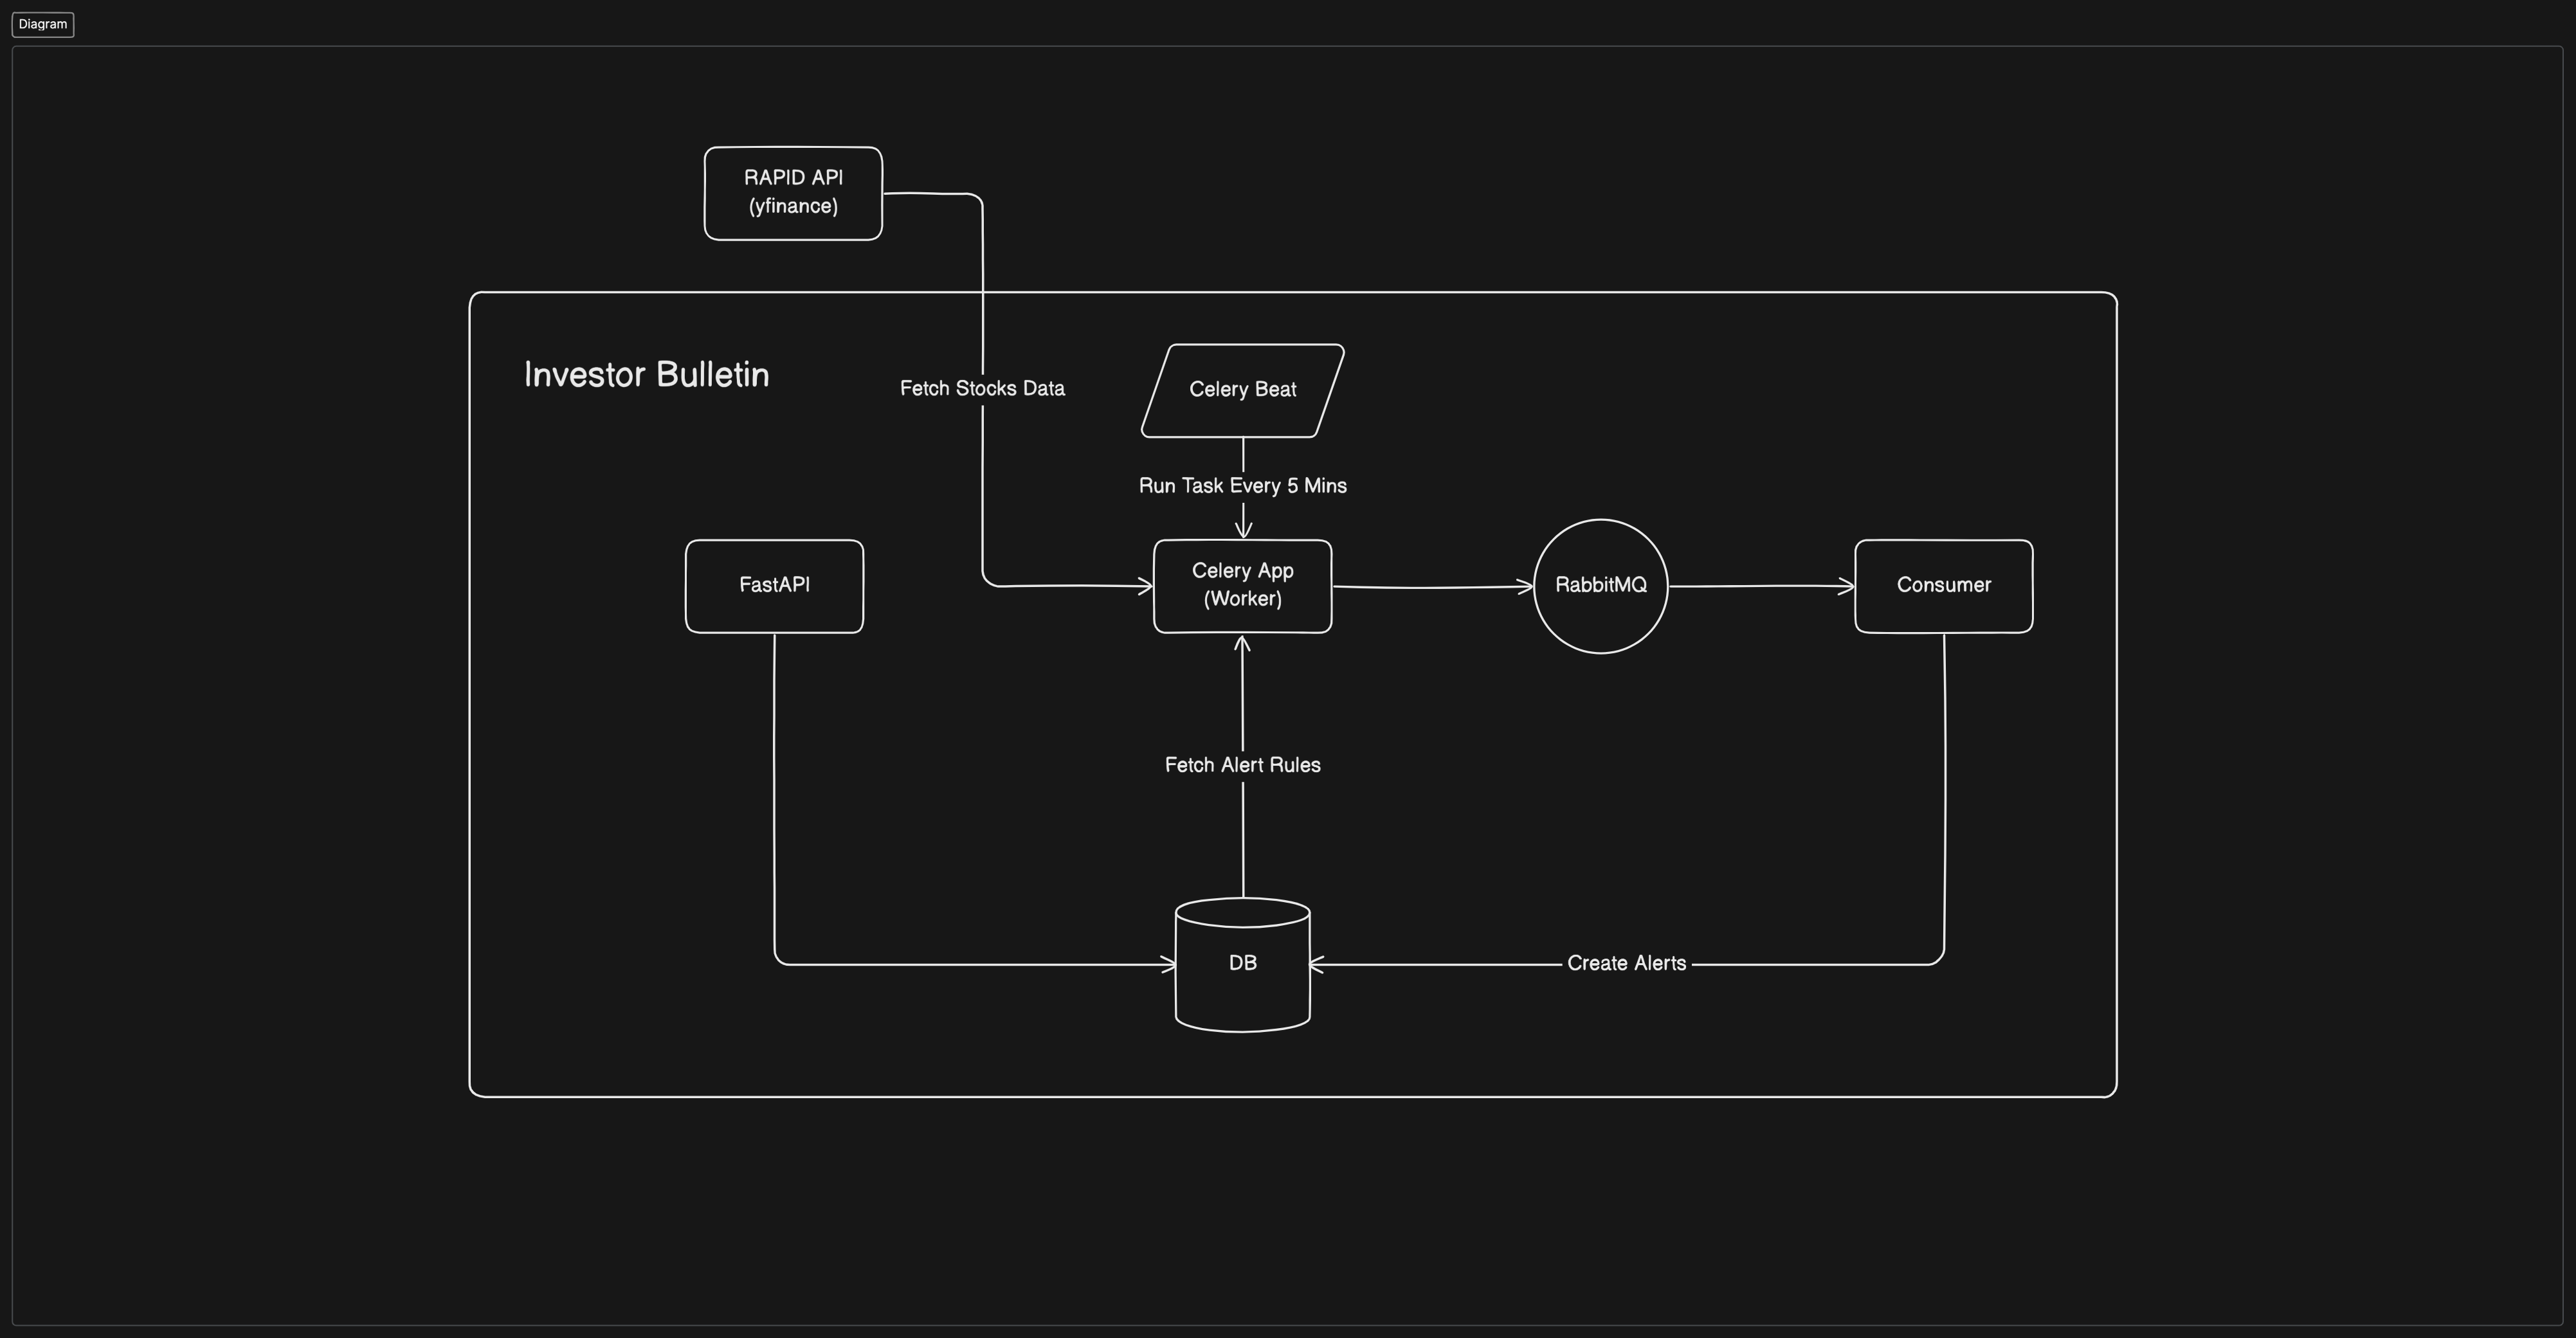 Diagram
RAPID API
(yfinance)
Investor Bulletin
Fetch Stocks Data
Celery Beat
Run Task Every 5 Mins
FastAPI
Celery App
(Worker)
RabbitMQ
Consumer
Fetch Alert Rules
DB
Create Alerts